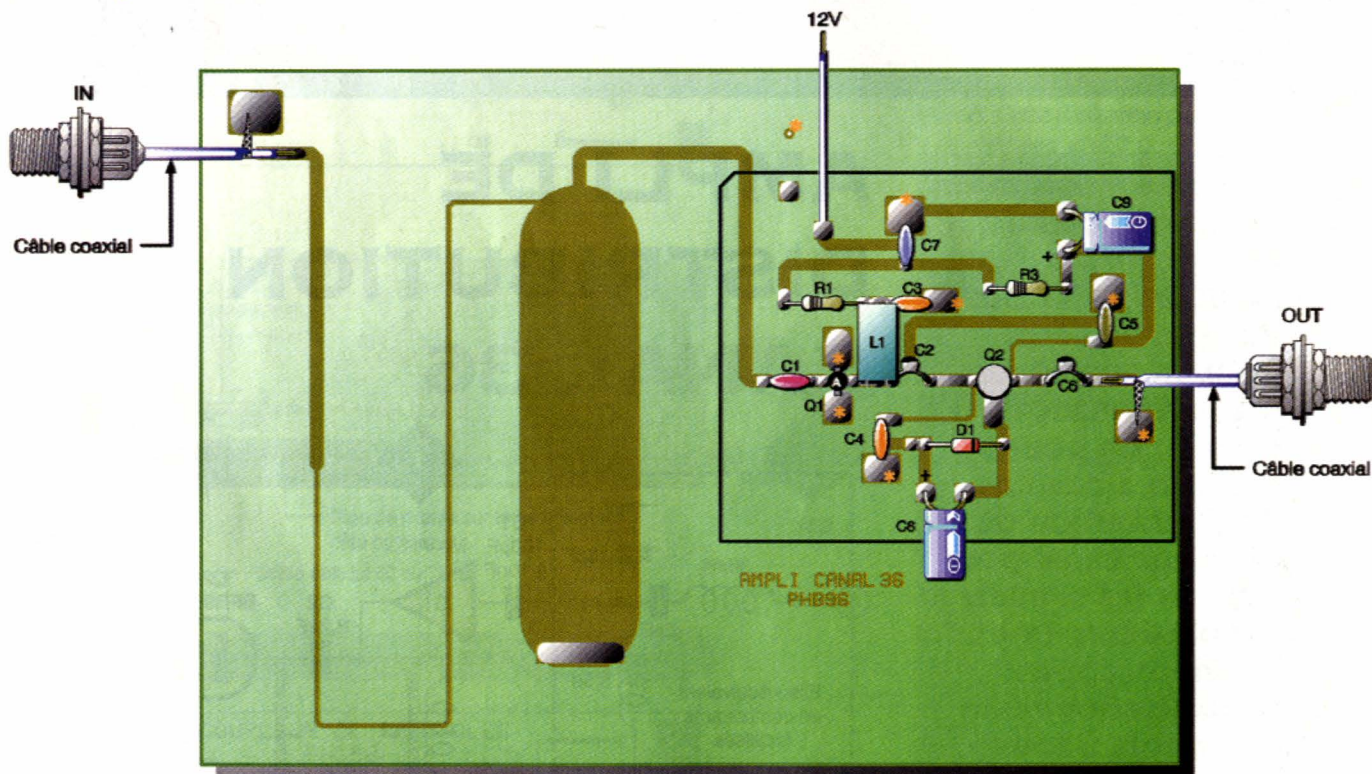 12V
IN
Câble coaxial
C9
C7
+
R1
C3
R3
C5
L1
OUT
C1
C2
Q2
A
Q1
C6
C4
D1
+
Câble coaxial
C8
AMPLI CANAL 36
PHB96